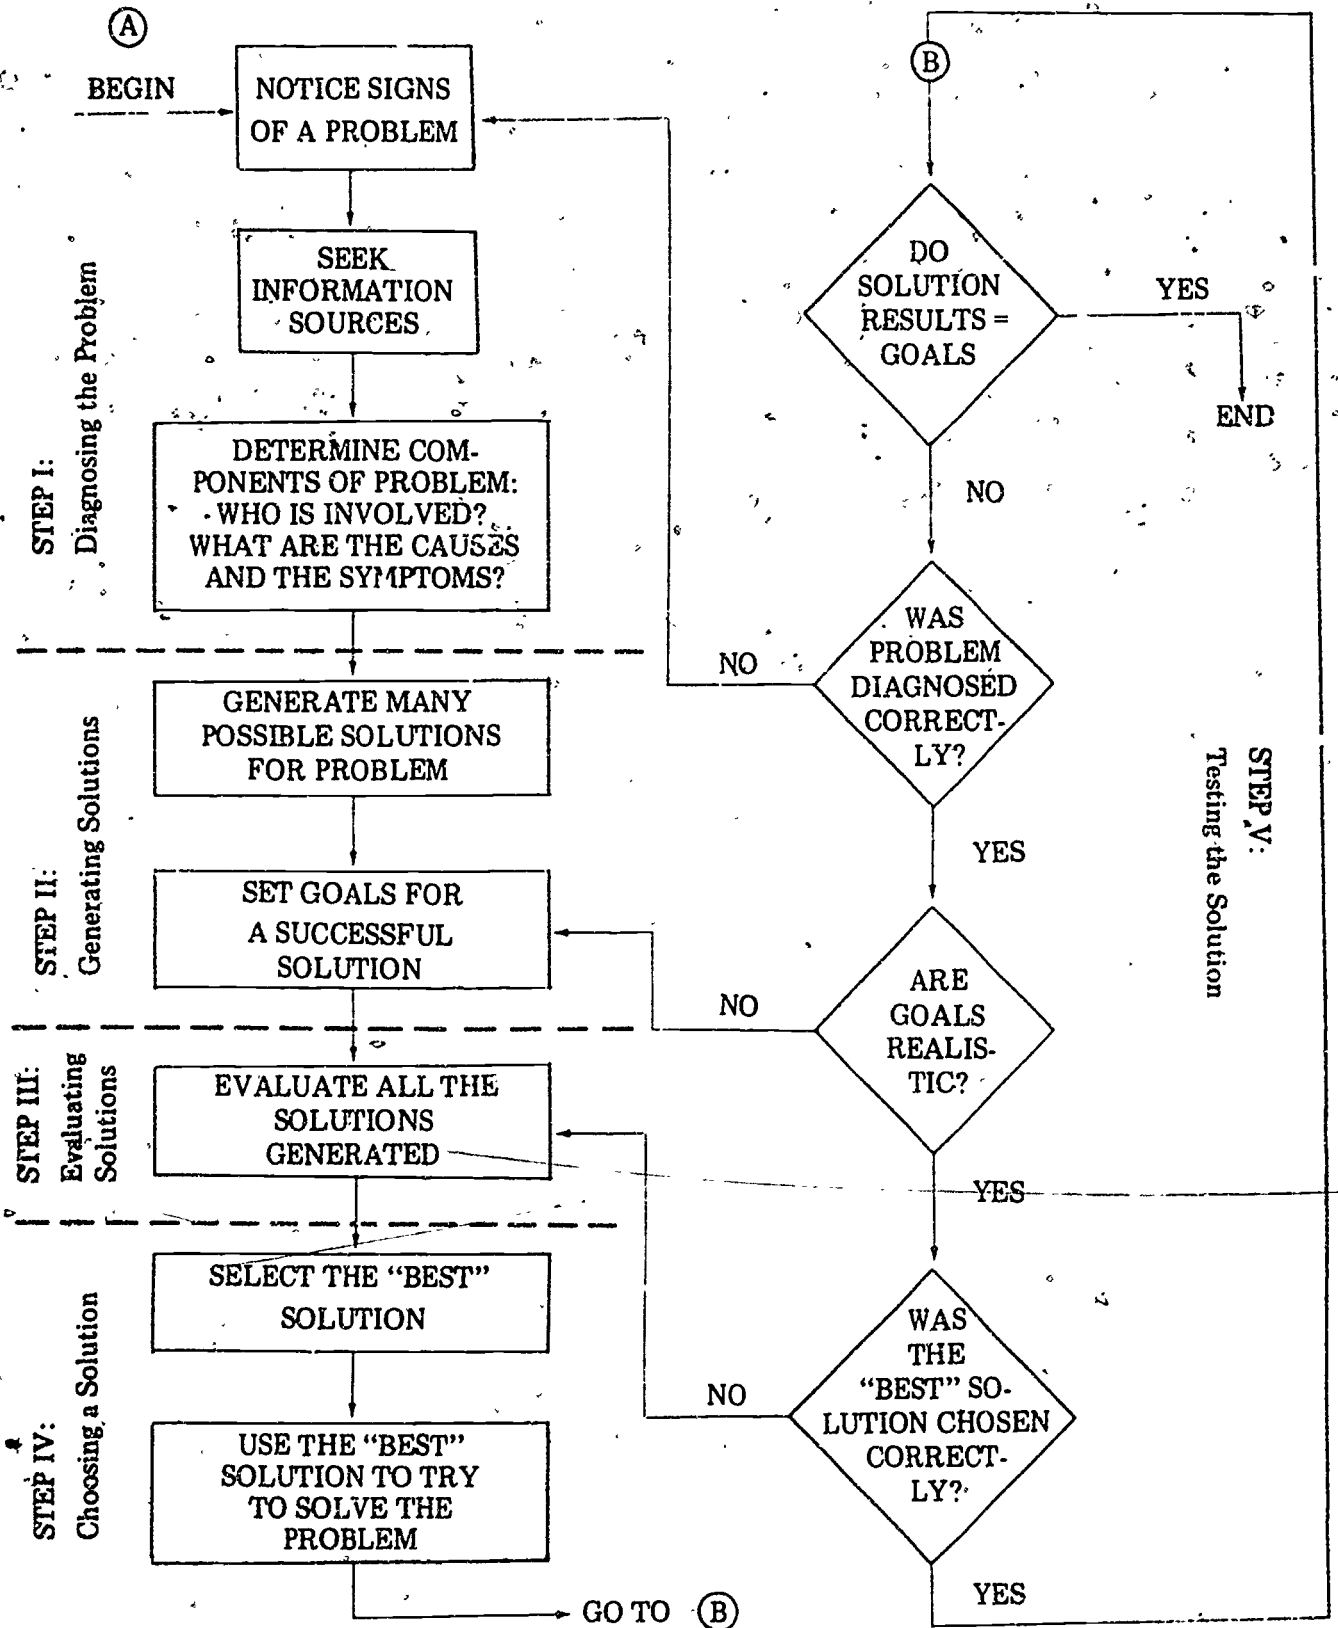 A
BEGIN
NOTICE SIGNS
OF A PROBLEM
SEEK
INFORMATION
SOURCES
STEP I:
Diagnosing the Problem
DETERMINE COM-
PONENTS OF PROBLEM:
WHO IS INVOLVED?
WHAT ARE THE CAUSES
AND THE SYMPTOMS?
GENERATE MANY
POSSIBLE SOLUTIONS
FOR PROBLEM
STEP II:
Generating Solutions
SET GOALS FOR
A SUCCESSFUL
SOLUTION
STEP III:
Evaluating
Solutions
EVALUATE ALL THE
SOLUTIONS
GENERATED
SELECT THE “BEST”
SOLUTION
STEP IV:
Choosing a Solution
USE THE “BEST”
SOLUTION TO TRY
TO SOLVE THE
PROBLEM
GO TO B
B
DO
SOLUTION
RESULTS =
GOALS
YES
END
NO
WAS
PROBLEM
DIAGNOSED
CORRECT-
LY?
NO
YES
STEP V:
Testing the Solution
ARE
GOALS
REALIS-
TIC?
NO
YES
WAS
THE
“BEST” SO-
LUTION CHOSEN
CORRECT-
LY?
NO
YES